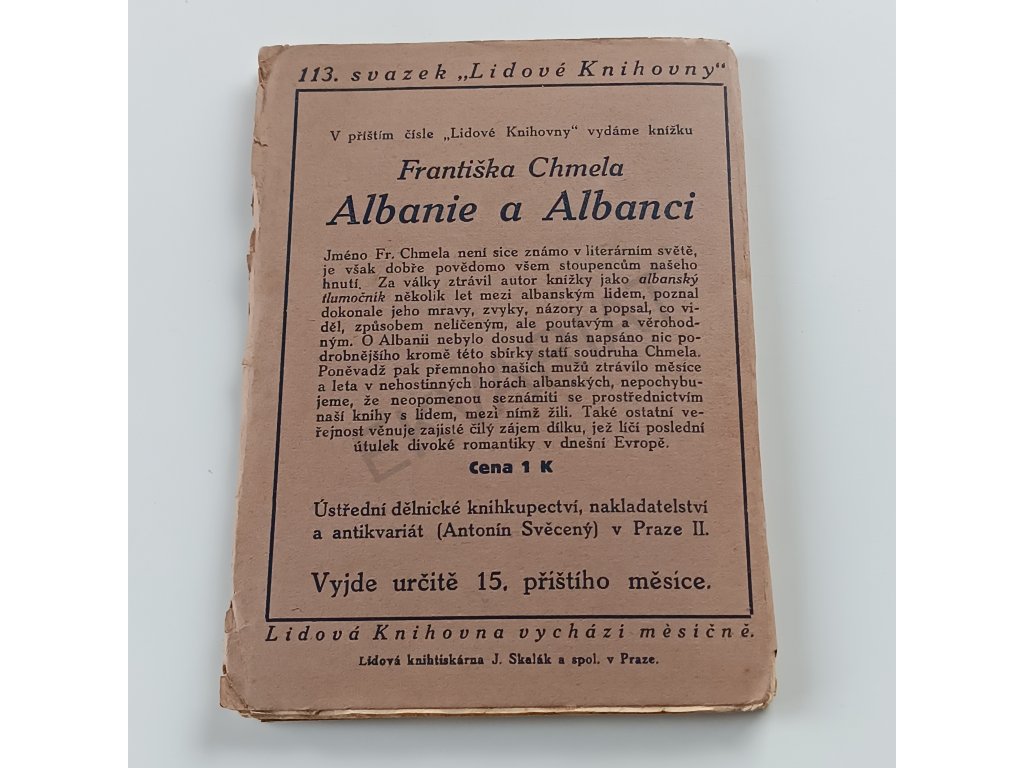 113. svazek „Lidové Knihovny“
V příštím čísle „Lidové Knihovny“ vydáme knížku
Františka Chmela
Albanie a Albanci
Jméno Fr. Chmela není sice známo v literárním světě,
je však dobře povědomo všem stoupencům našeho
hnutí. Za války ztrávil autor knížky jako albanský
tlumočník několik let mezi albanským lidem, poznal
dokonale jeho mravy, zvyky, názory a popsal, co vi-
děl, způsobem nelíčeným, ale poutavým a věrohod-
ným. O Albanii nebylo dosud u nás napsáno nic po-
drobnějšího kromě této sbírky statí soudruha Chmela.
Poněvadž pak přemnoho našich mužů ztrávilo měsíce
a leta v nehostinných horách albanských, nepochybu-
jeme, že neopomenou seznámiti se prostřednictvím
naší knihy s lidem, mezi nímž žili. Také ostatní ve-
řejnost věnuje zajisté čilý zájem dílku, jež líčí poslední
útulek divoké romantiky v dnešní Evropě.
Cena 1 K
Ústřední dělnické knihkupectví, nakladatelství
a antikvariát (Antonín Svěcený) v Praze II.
Vyjde určitě 15. příštího měsíce.
Lidová Knihovna vychází měsíčně.
Lidová knihtiskárna J. Skalák a spol. v Praze.